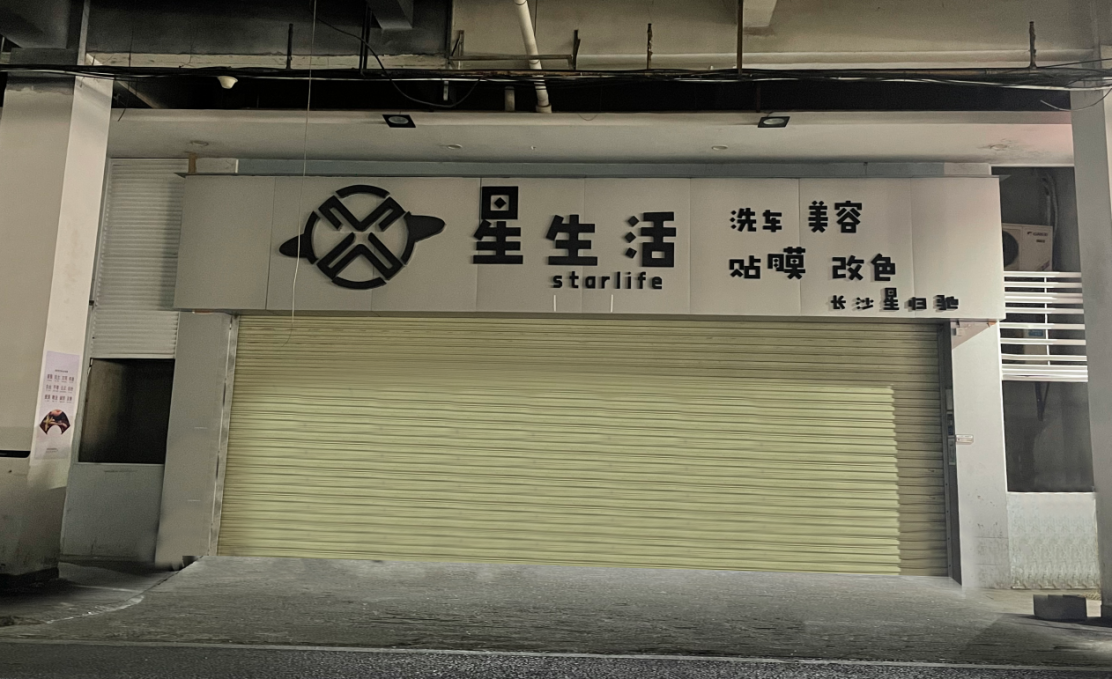 星生活
starlife
洗车 美容
贴膜 改色
长沙星归驰